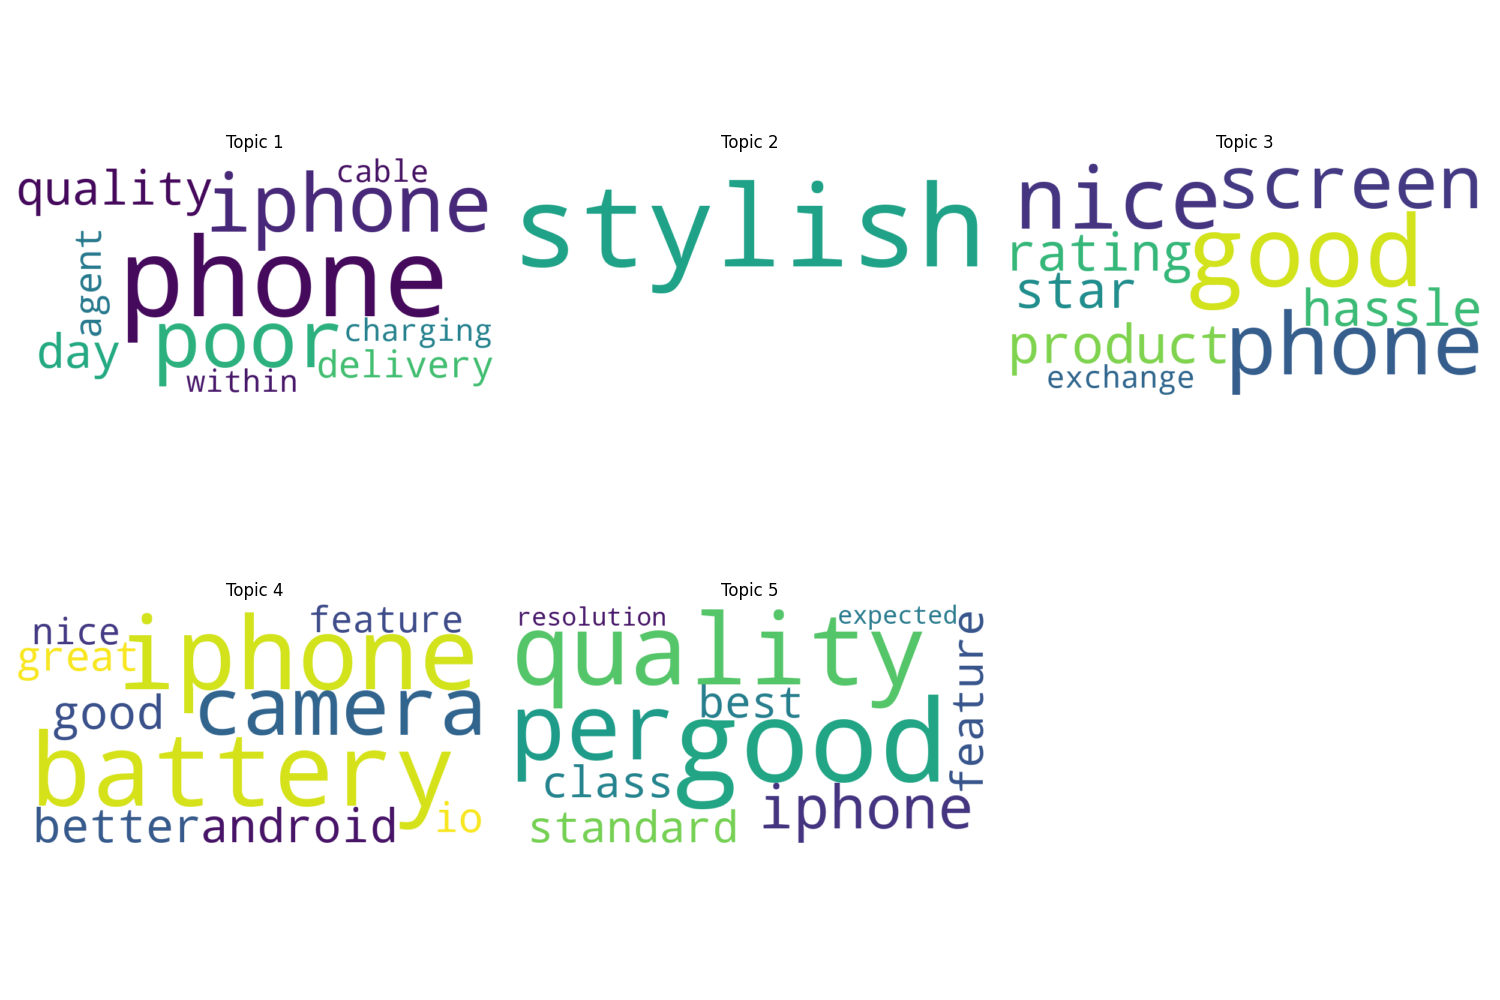 Topic 1
cable
quality
iphone
agent
phone
day
poor
charging
delivery
within
Topic 2
stylish
Topic 3
nice
screen
rating
good
star
hassle
product
phone
exchange
Topic 4
nice
iphone
feature
great
good
camera
battery
better
android
io
Topic 5
resolution
quality
expected
feature
per
best
good
class
iphone
standard